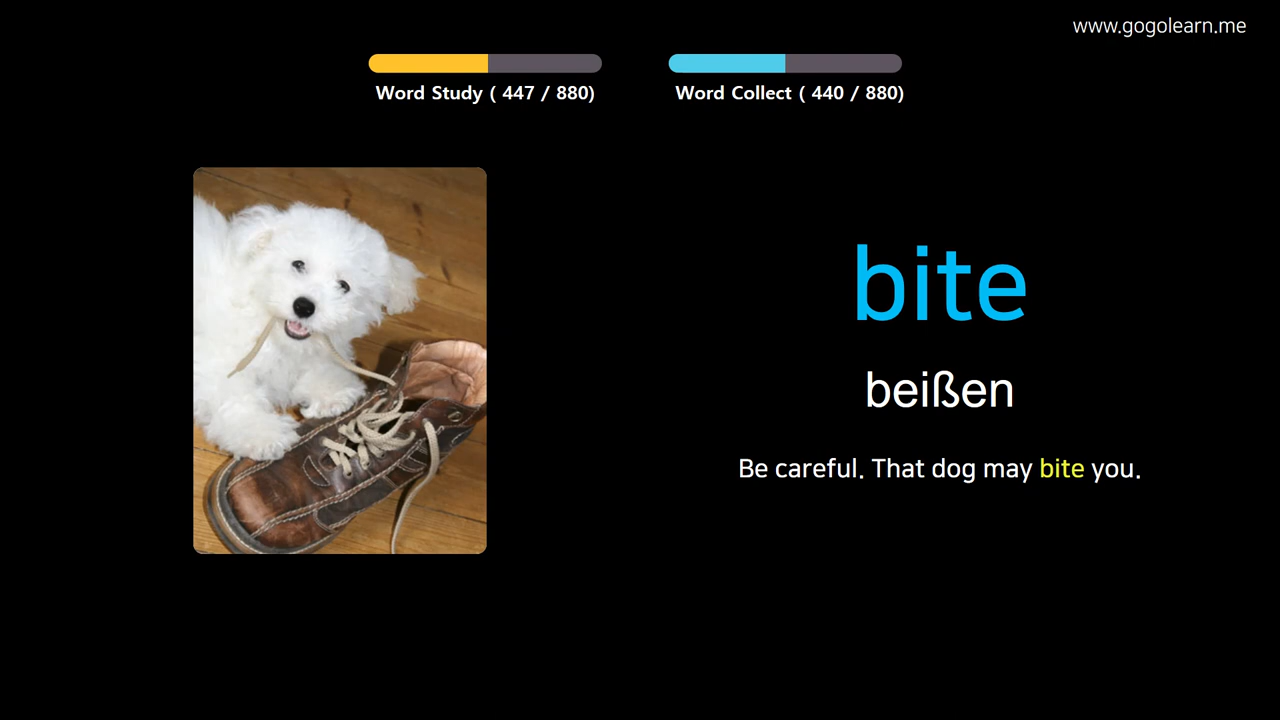 www.gogolearn.me
Word Study ( 447 / 880)
Word Collect ( 440 / 880)
bite
beißen
Be careful. That dog may bite you.